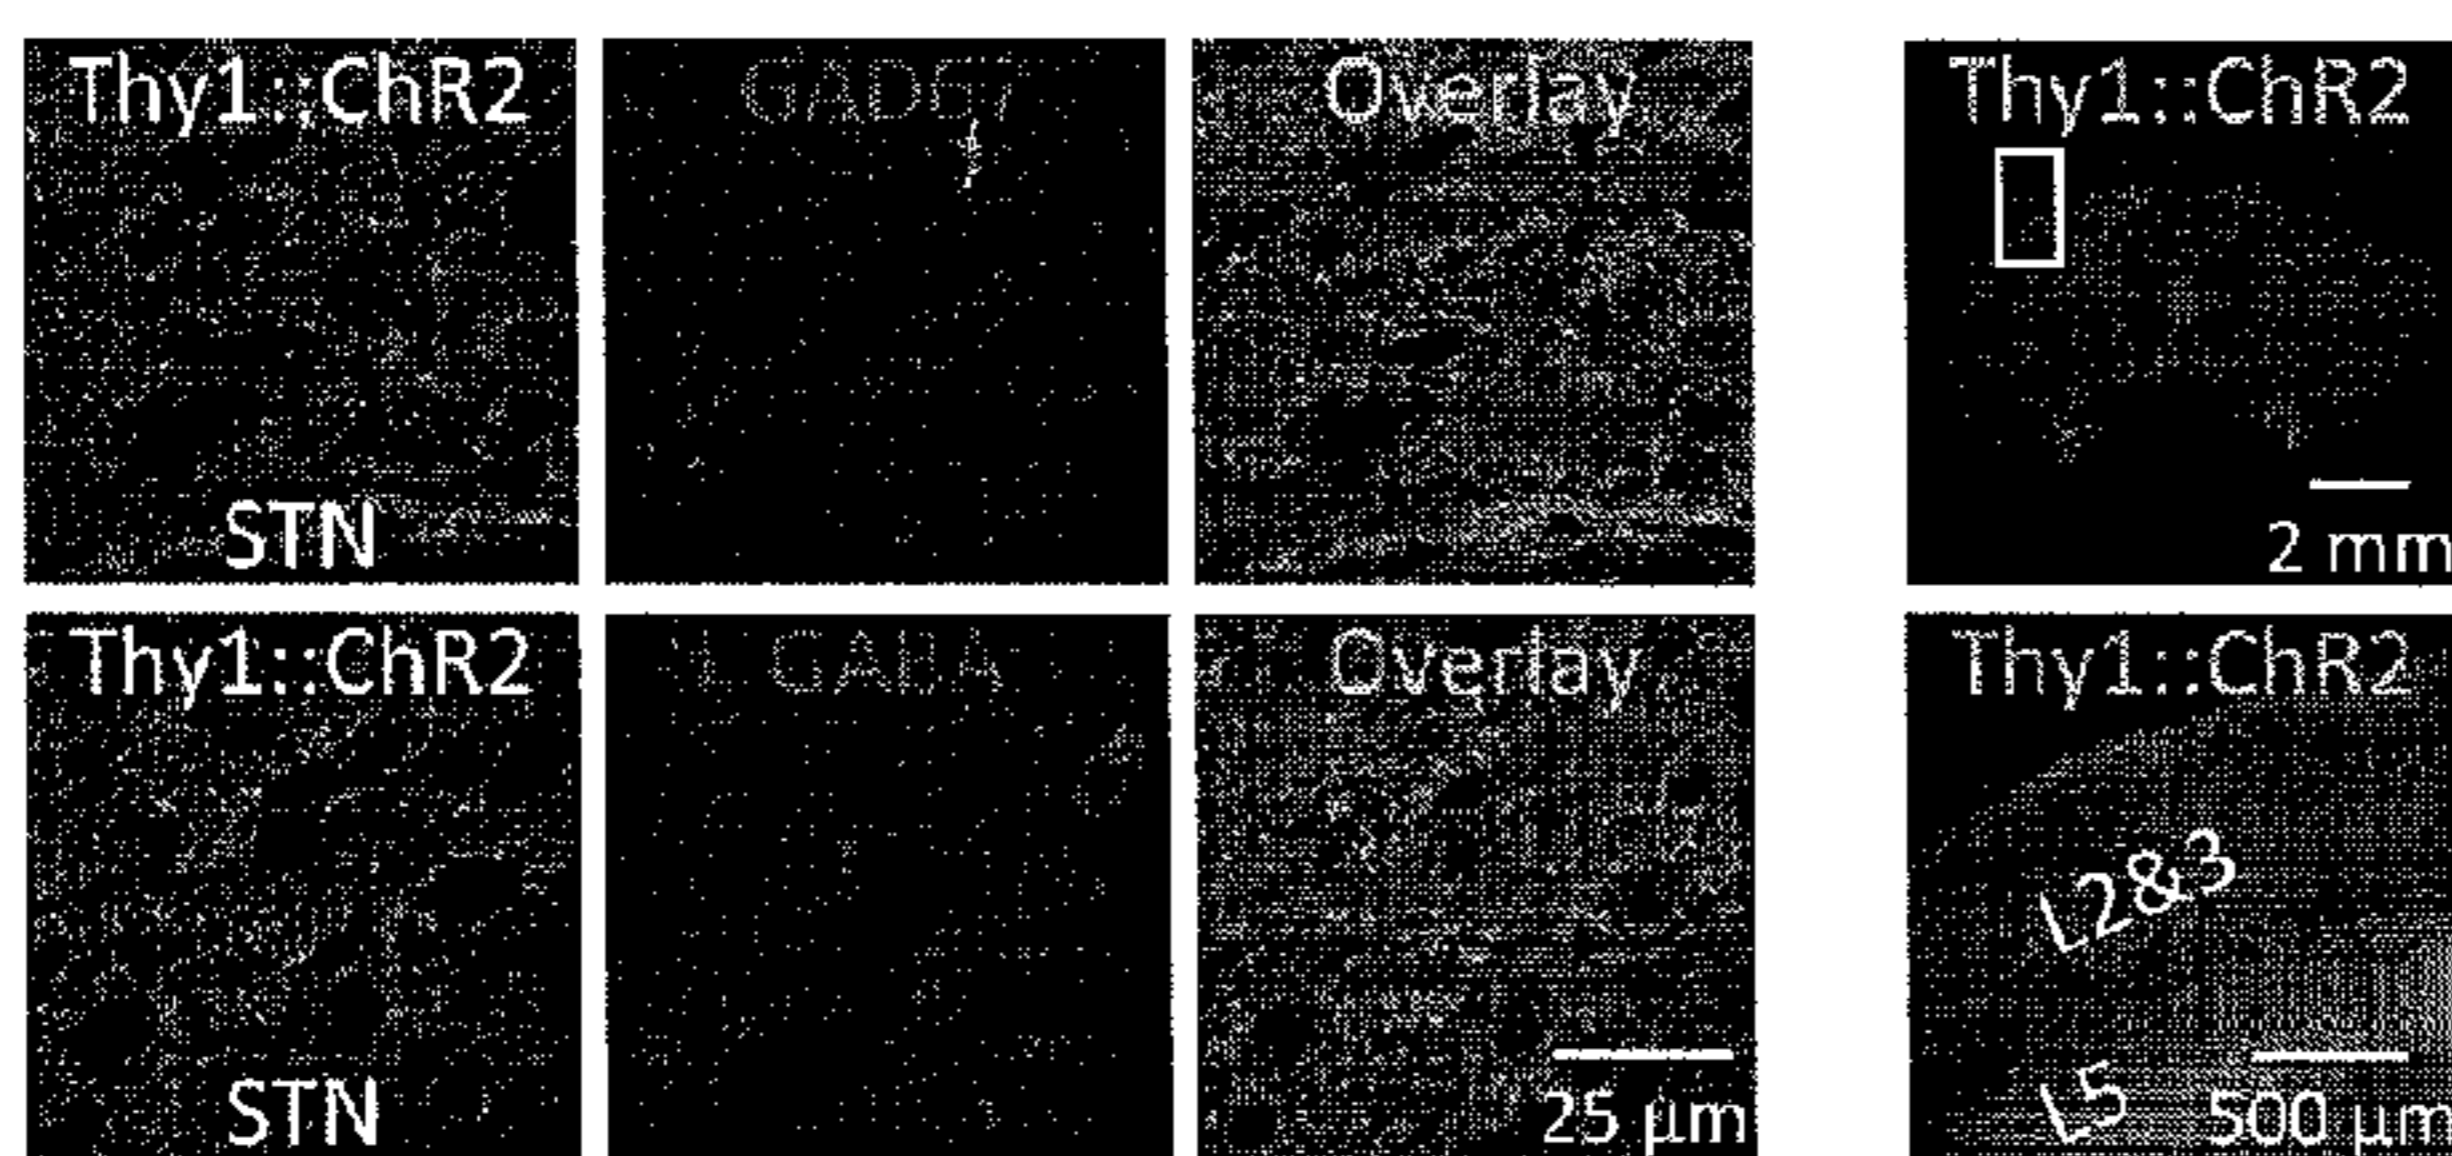 Thy1::ChR2
GAD67
Overlay
Thy1::ChR2
STN
2 mm
Thy1::ChR2
GABA
Overlay
Thy1::ChR2
L2&3
L5
STN
25 µm
500 µm